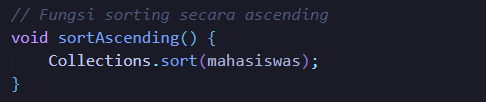 // Fungsi sorting secara ascending
void sortAscending() {
    Collections.sort(mahasiswas);
}